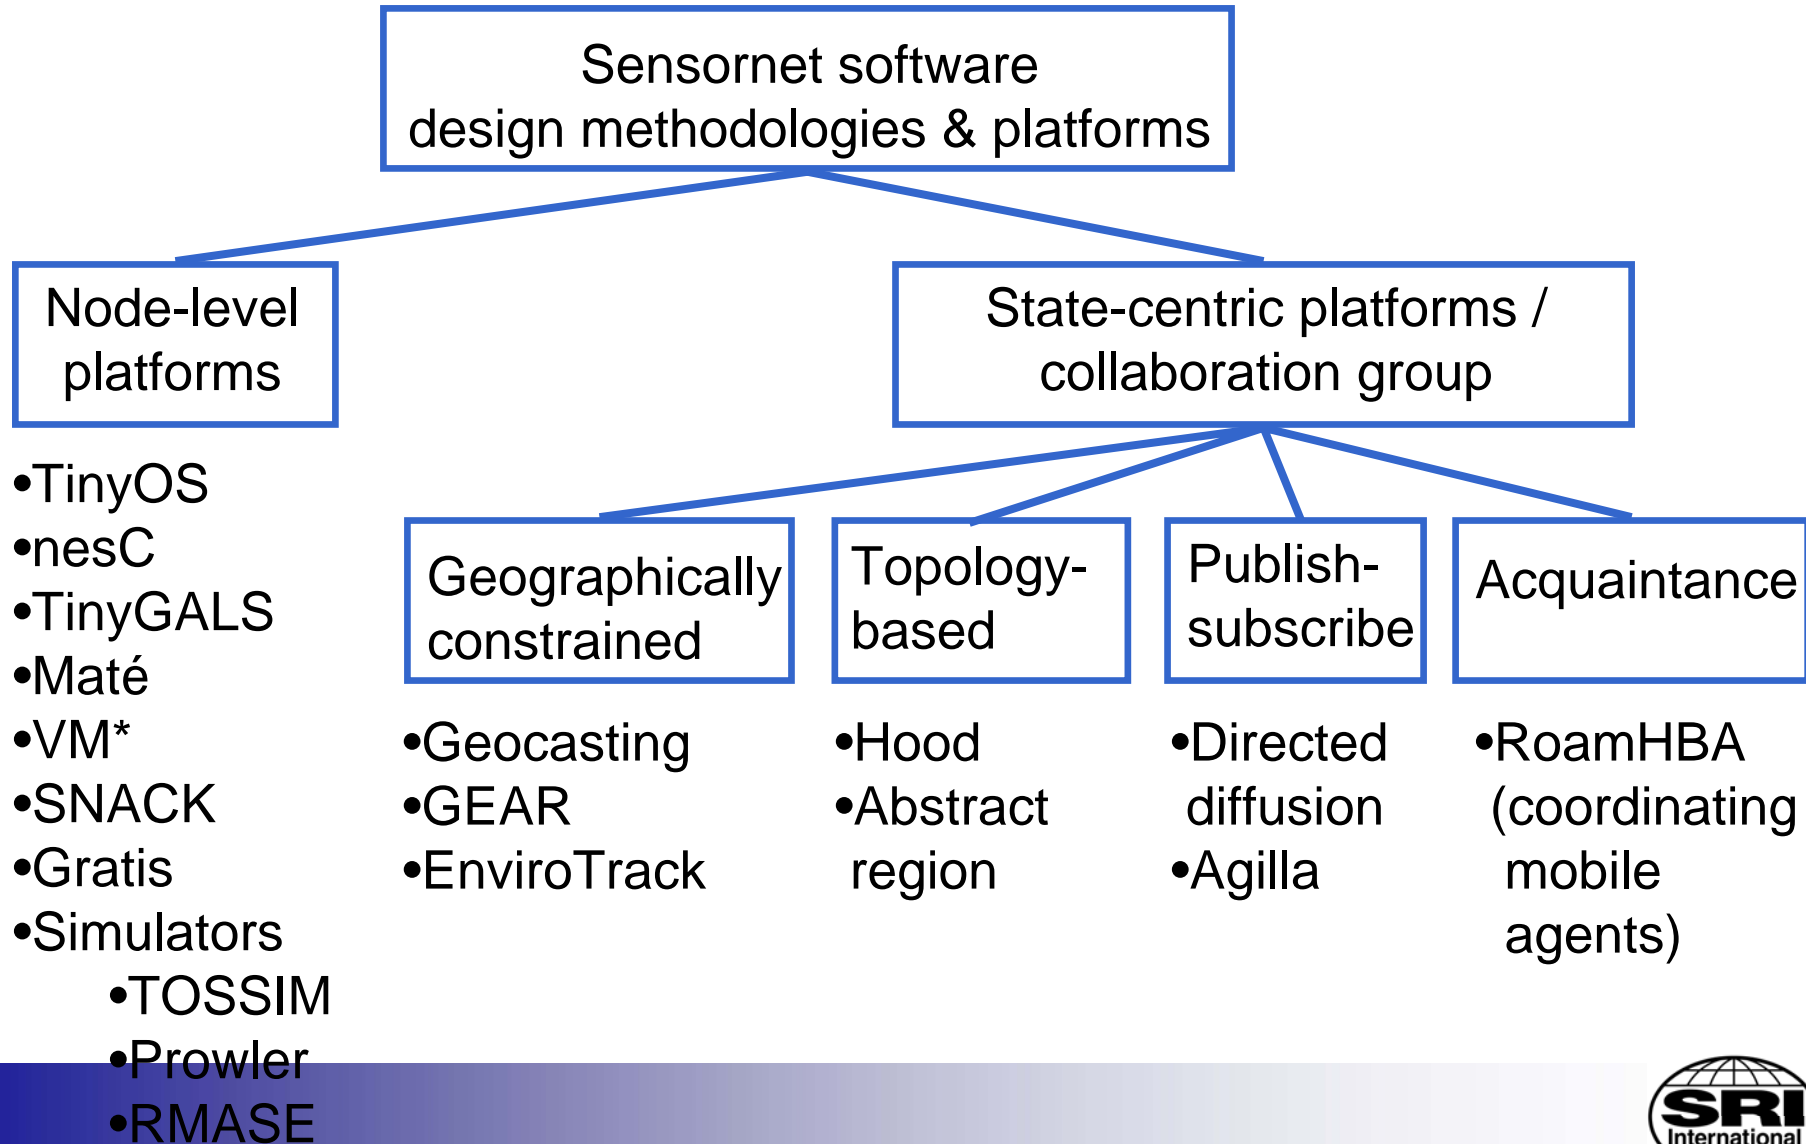 Sensornet software
design methodologies & platforms
Node-level
platforms
State-centric platforms /
collaboration group
•TinyOS
•nesC
•TinyGALS
•Maté
•VM*
•SNACK
•Gratis
•Simulators
•TOSSIM
•Prowler
•RMASE
Geographically
constrained
•Geocasting
•GEAR
•EnviroTrack
Topology-
based
•Hood
•Abstract
region
Publish-
subscribe
•Directed
diffusion
•Agilla
Acquaintance
•RoamHBA
(coordinating
mobile
agents)
SRI
International